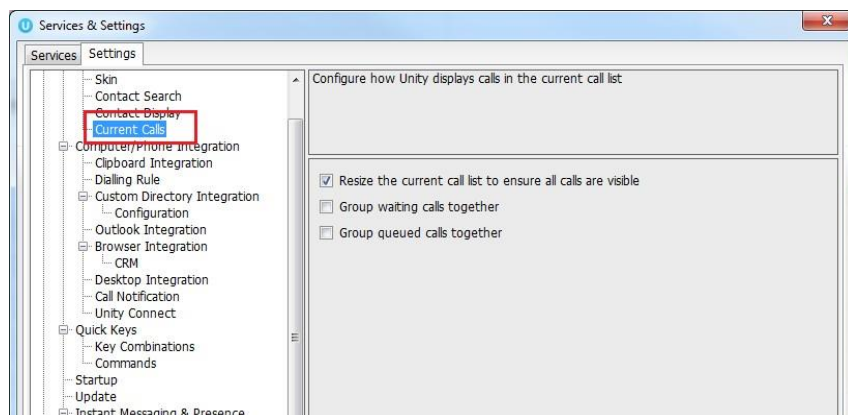 Services & Settings
Services
Settings
Skin
Contact Search
Contact Display
Current Calls
Computer/Phone Integration
Clipboard Integration
Dialling Rule
Custom Directory Integration
Configuration
Outlook Integration
Browser Integration
CRM
Desktop Integration
Call Notification
Unity Connect
Quick Keys
Key Combinations
Commands
Startup
Update
Instant Messaging & Presence
Configure how Unity displays calls in the current call list
Resize the current call list to ensure all calls are visible
Group waiting calls together
Group queued calls together